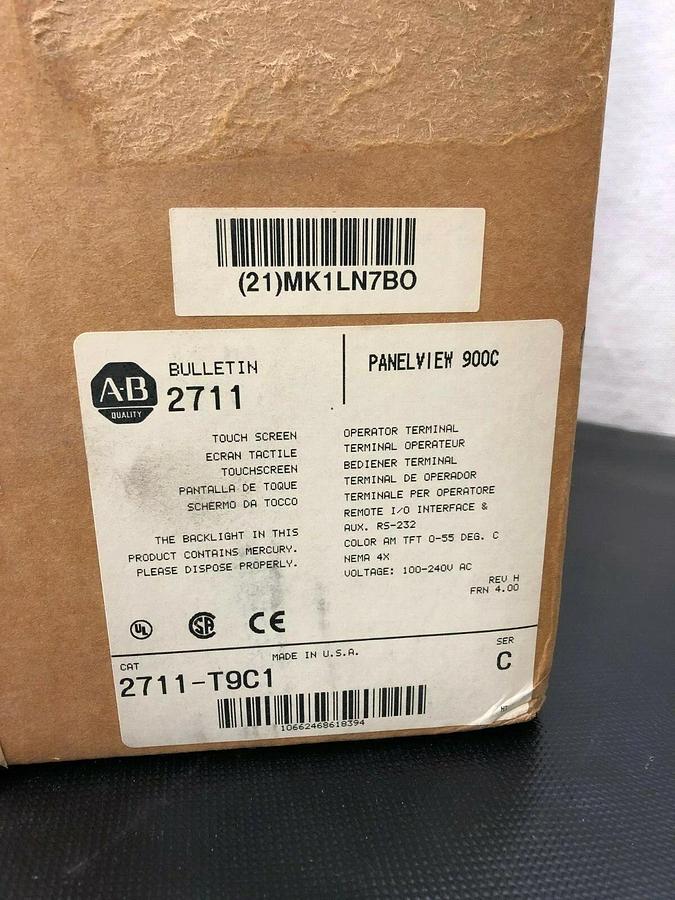 (21)MK1LN7BO
A-B
QUALITY
BULLETIN
2711
PANELVIEW 900C
TOUCH SCREEN
ECRAN TACTILE
TOUCHSCREEN
PANTALLA DE TOQUE
SCHERMO DA TOCCO
THE BACKLIGHT IN THIS
PRODUCT CONTAINS MERCURY.
PLEASE DISPOSE PROPERLY.
OPERATOR TERMINAL
TERMINAL OPERATEUR
BEDIENER TERMINAL
TERMINAL DE OPERADOR
TERMINALE PER OPERATORE
REMOTE I/O INTERFACE &
AUX. RS-232
COLOR AM TFT 0-55 DEG. C
NEMA 4X
VOLTAGE: 100-240V AC
REV H
FRN 4.00
UL
SA
CE
MADE IN U.S.A.
CAT
2711-T9C1
SER
C
10662468618394